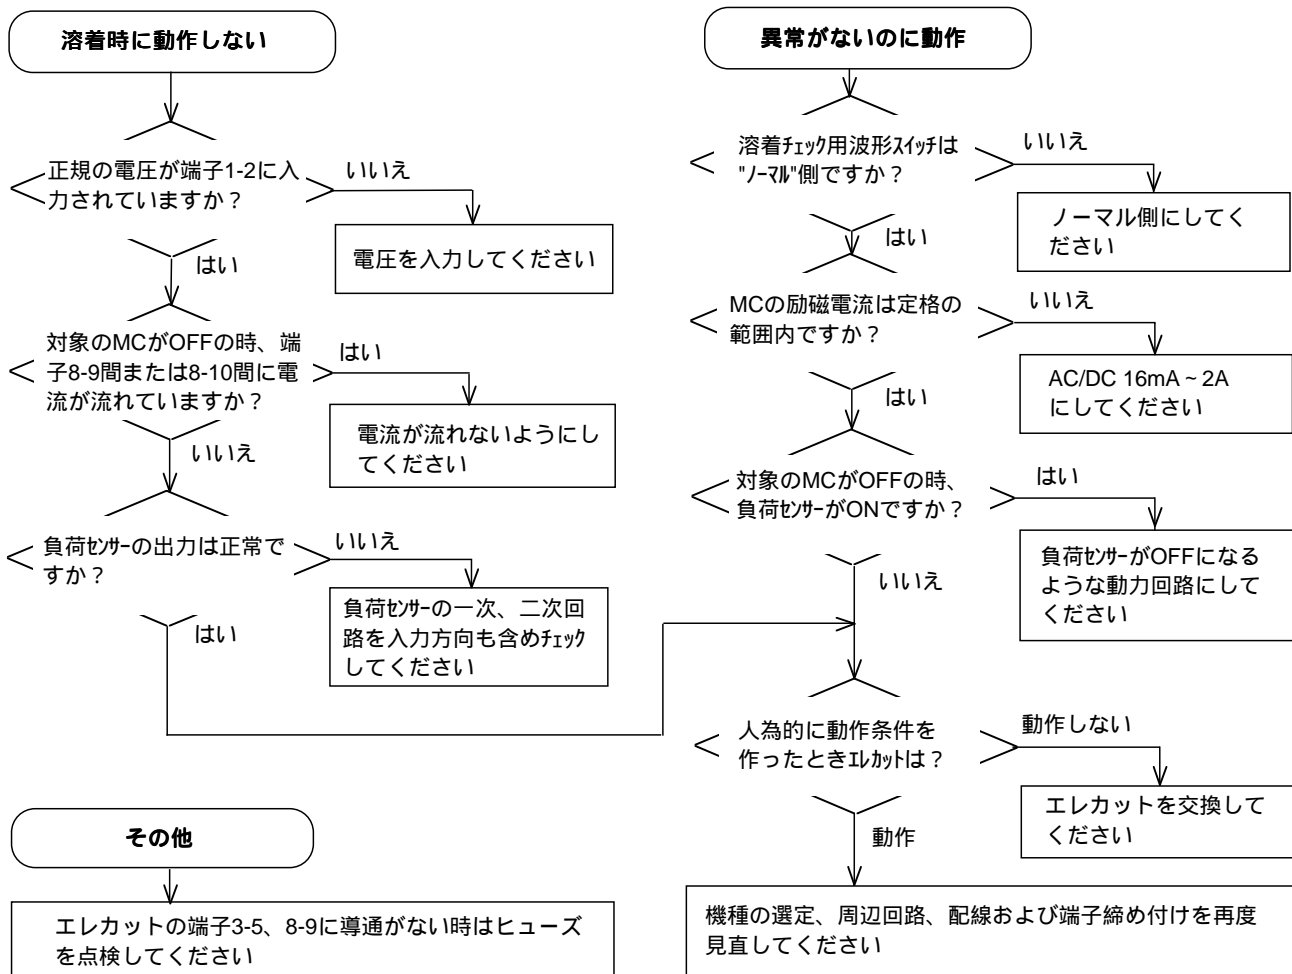 溶着時に動作しない
正規の電圧が端子1-2に入
力されていますか？
いいえ
電圧を入力してください
はい
対象のMCがOFFの時、端
子8-9間または8-10間に電
流が流れていますか？
はい
電流が流れないようにし
てください
いいえ
負荷ｾﾝｻｰの出力は正常で
すか？
いいえ
負荷ｾﾝｻｰの一次、二次回
路を入力方向も含めﾁｪｯｸ
してください
はい
異常がないのに動作
溶着ﾁｪｯｸ用波形ｽｲｯﾁは
"ﾉｰﾏﾙ"側ですか？
いいえ
ノーマル側にしてく
ださい
はい
MCの励磁電流は定格の
範囲内ですか？
いいえ
AC/DC 16mA ~ 2A
にしてください
はい
対象のMCがOFFの時、
負荷ｾﾝｻｰがONですか？
はい
負荷ｾﾝｻｰがOFFになる
ような動力回路にして
ください
いいえ
人為的に動作条件を
作ったときｴﾚｶｯﾄは？
動作しない
エレカットを交換して
ください
動作
機種の選定、周辺回路、配線および端子締め付けを再度
見直してください
その他
エレカットの端子3-5、8-9に導通がない時はヒューズ
を点検してください